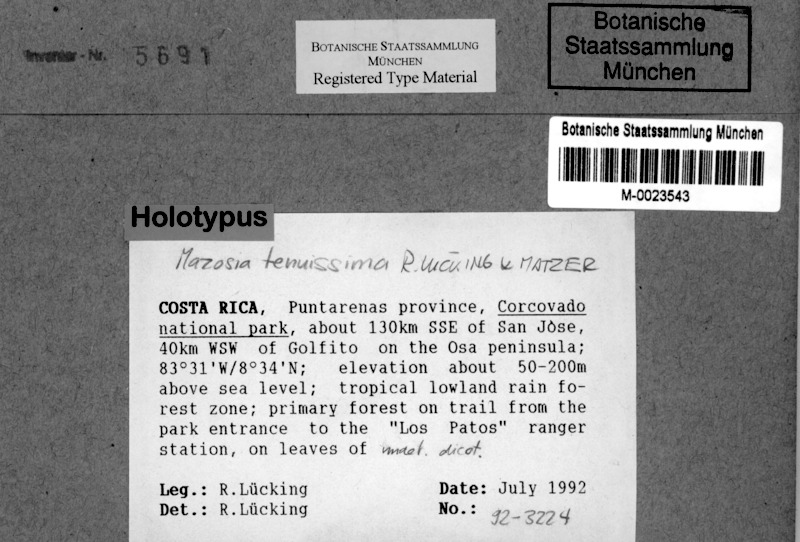 Inventar - Nr. 5691
BOTANISCHE STAATSSAMMLUNG
MÜNCHEN
Registered Type Material
Botanische
Staatssammlung
München
Botanische Staatssammlung München
M-0023543
Holotypus
Mazosia tenuissima R. LÜCKING & MATZER
COSTA RICA, Puntarenas province, Corcovado
national park, about 130km SSE of San Jòse,
40km WSW of Golfito on the Osa peninsula;
83°31'W/8°34'N; elevation about 50-200m
above sea level; tropical lowland rain fo-
rest zone; primary forest on trail from the
park entrance to the "Los Patos" ranger
station, on leaves of dicot.
Leg.: R.Lücking Date: July 1992
Det.: R.Lücking No.: 92-3224